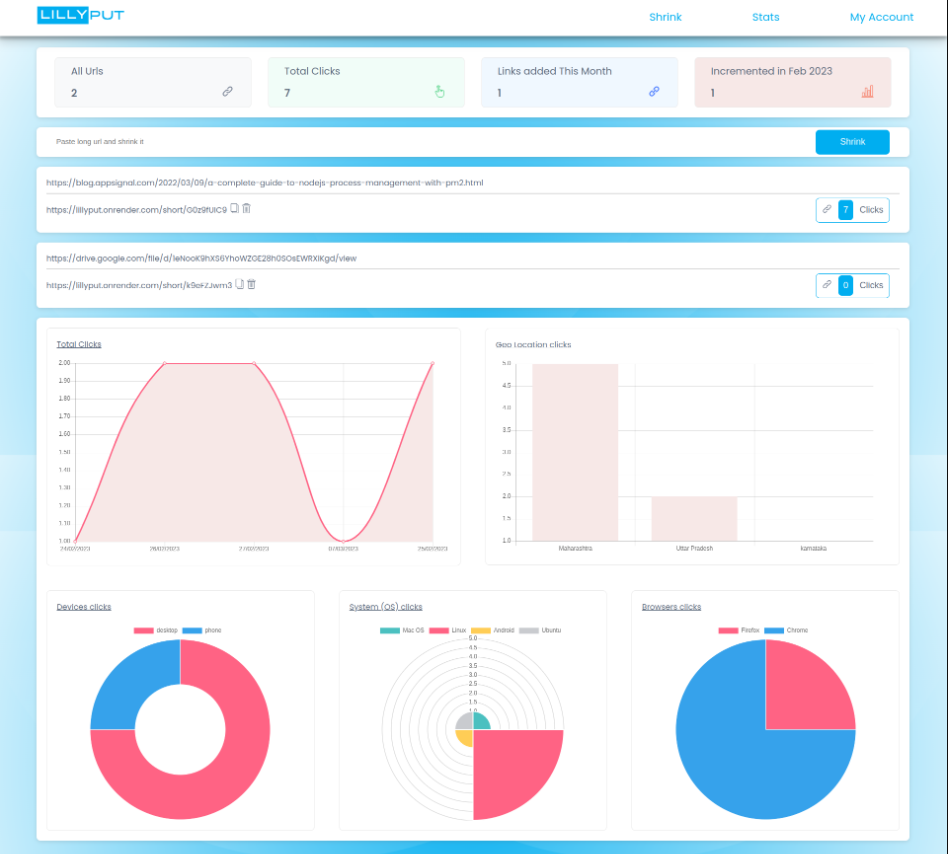 LILLYPUT
Shrink Stats My Account
All Urls
2
Total Clicks
7
Links added This Month
1
Incremented in Feb 2023
1
Paste long url and shrink it
Shrink
https://blog.appsignal.com/2022/03/09/a-complete-guide-to-nodejs-process-management-with-pm2.html
https://lillyput.onrender.com/short/G0z9fUIC9
7 Clicks
https://drive.google.com/file/d/1eNooK9hXS6YhoWZGE28h0SOsEWRXIKgd/view
https://lillyput.onrender.com/short/k9eFZJwm3
0 Clicks
Total Clicks
2.00
1.90
1.80
1.70
1.60
1.50
1.40
1.30
1.20
1.10
1.00
24/02/2023 26/02/2023 27/02/2023 07/03/2023 25/02/2023
Geo Location clicks
5.0
4.5
4.0
3.5
3.0
2.5
2.0
1.5
1.0
Maharashtra Uttar Pradesh karnataka
Devices clicks
desktop phone
System (OS) clicks
Mac OS Linux Android Ubuntu
5.0
4.5
4.0
3.5
3.0
2.5
2.0
1.5
1.0
Browsers clicks
Firefox Chrome